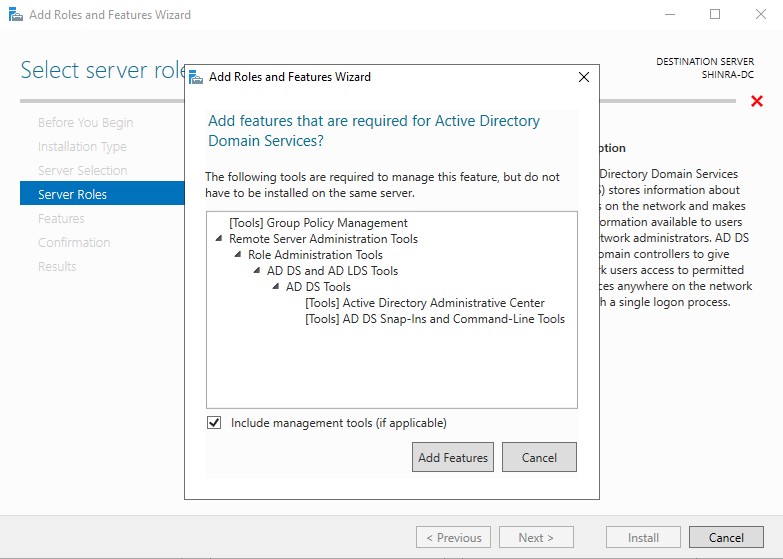 Add Roles and Features Wizard
Select server role
DESTINATION SERVER
SHINRA-DC
Before You Begin
Installation Type
Server Selection
Server Roles
Features
Confirmation
Results
Add Roles and Features Wizard
Add features that are required for Active Directory
Domain Services?
The following tools are required to manage this feature, but do not
have to be installed on the same server.
[Tools] Group Policy Management
Remote Server Administration Tools
Role Administration Tools
AD DS and AD LDS Tools
AD DS Tools
[Tools] Active Directory Administrative Center
[Tools] AD DS Snap-Ins and Command-Line Tools
Include management tools (if applicable)
Add Features
Cancel
ption
Directory Domain Services
) stores information about
s on the network and makes
ormation available to users
twork administrators. AD DS
omain controllers to give
rk users access to permitted
ces anywhere on the network
h a single logon process.
< Previous
Next >
Install
Cancel